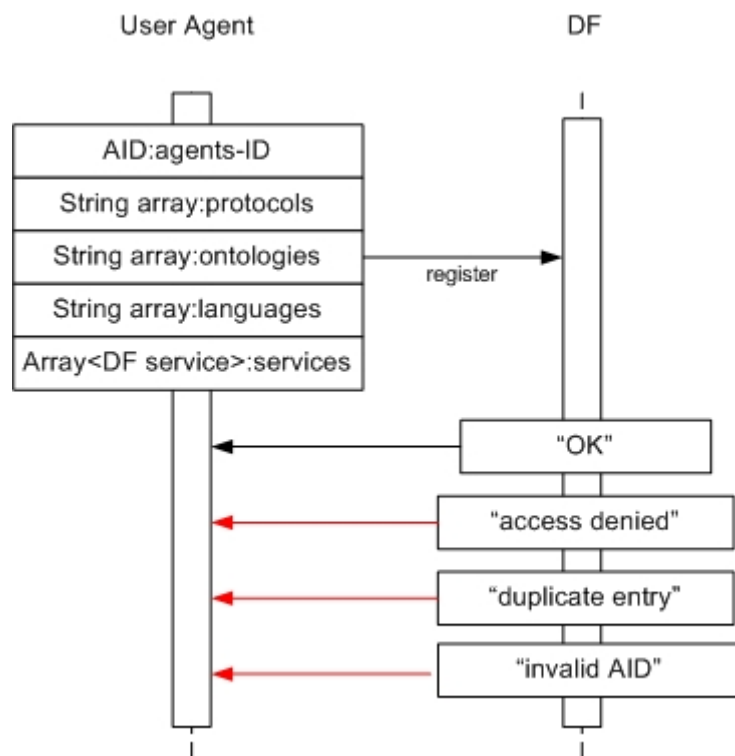 User Agent
DF
AID:agents-ID
String array:protocols
String array:ontologies
register
String array:languages
Array<DF service>:services
“OK”
“access denied”
“duplicate entry”
“invalid AID”